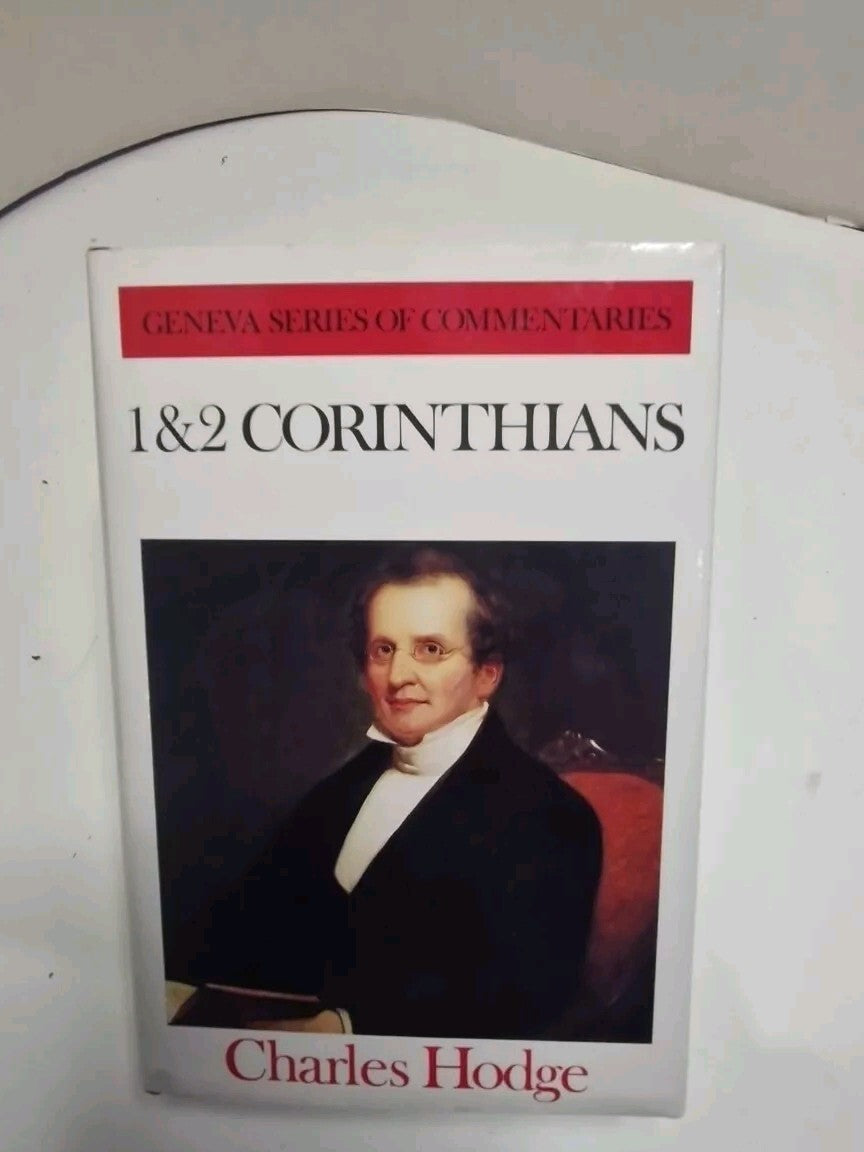 GENEVA SERIES OF COMMENTARIES
1&2 CORINTHIANS
Charles Hodge